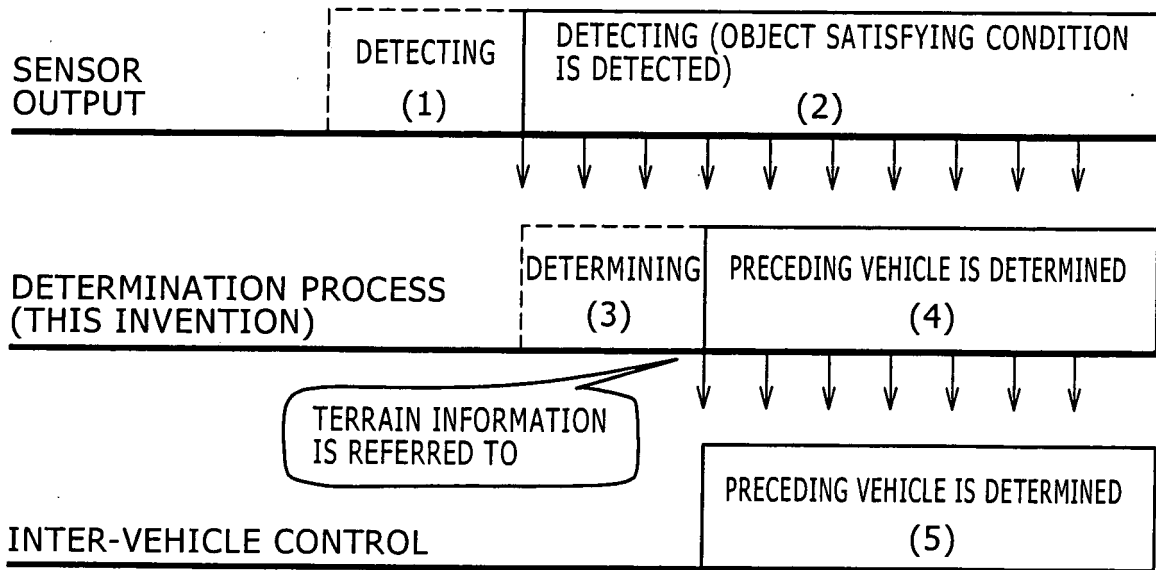 SENSOR
OUTPUT
DETECTING
(1)
DETECTING (OBJECT SATISFYING CONDITION
IS DETECTED)
(2)
DETERMINATION PROCESS
(THIS INVENTION)
DETERMINING
(3)
PRECEDING VEHICLE IS DETERMINED
(4)
TERRAIN INFORMATION
IS REFERRED TO
INTER-VEHICLE CONTROL
PRECEDING VEHICLE IS DETERMINED
(5)